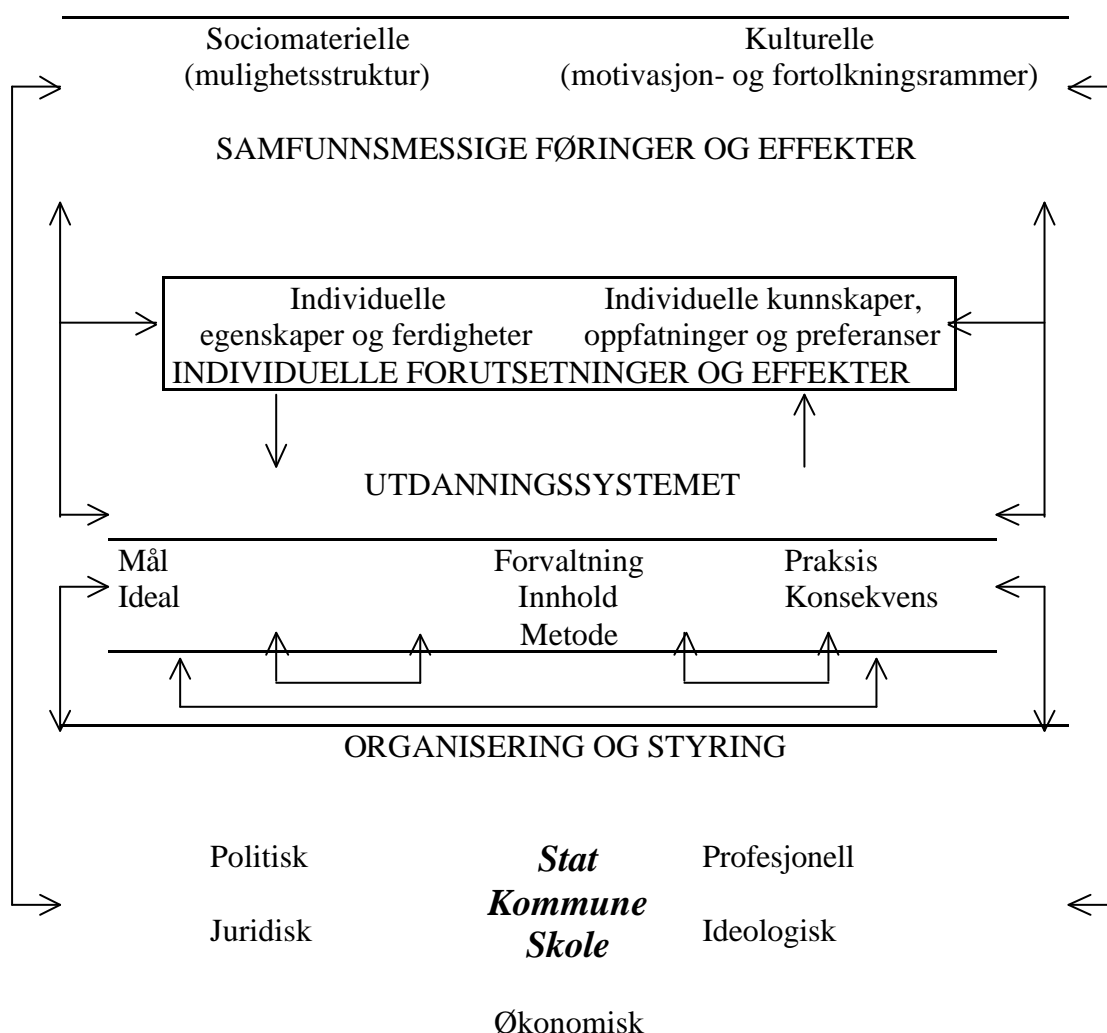 Sociomaterielle Kulturelle
(mulighetsstruktur) (motivasjon- og fortolkningsrammer)
SAMFUNNSMESSIGE FØRINGER OG EFFEKTER
Individuelle Individuelle kunnskaper,
egenskaper og ferdigheter oppfatninger og preferanser
INDIVIDUELLE FORUTSETNINGER OG EFFEKTER
UTDANNINGSSYSTEMET
Mål Forvaltning Praksis
Ideal Innhold Konsekvens
Metode
ORGANISERING OG STYRING
Politisk Stat Profesjonell
Kommune
Juridisk Skole Ideologisk
Økonomisk